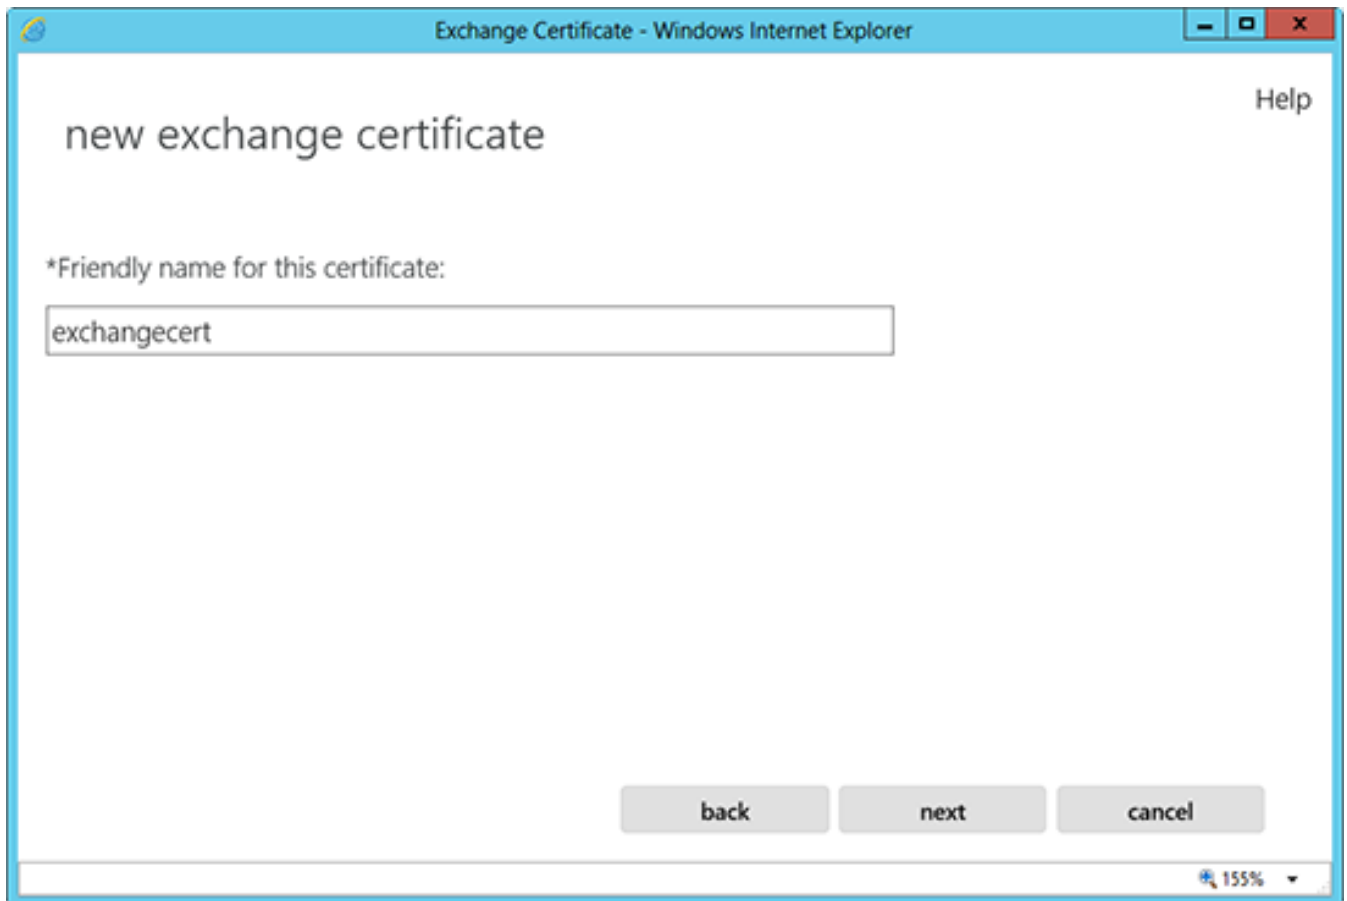 Exchange Certificate - Windows Internet Explorer
Help
new exchange certificate
*Friendly name for this certificate:
exchangecert
back next cancel
155%